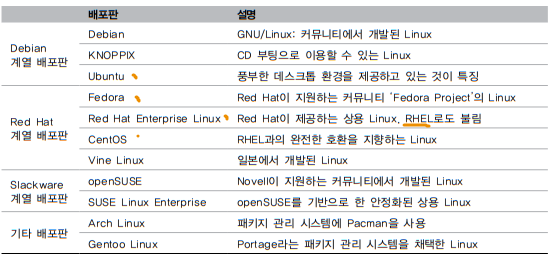 배포판 설명
Debian 계열 배포판
Debian GNU/Linux: 커뮤니티에서 개발된 Linux
KNOPPIX CD 부팅으로 이용할 수 있는 Linux
Ubuntu 풍부한 데스크톱 환경을 제공하고 있는 것이 특징
Red Hat 계열 배포판
Fedora Red Hat이 지원하는 커뮤니티 'Fedora Project'의 Linux
Red Hat Enterprise Linux Red Hat이 제공하는 상용 Linux. RHEL로도 불림
CentOS RHEL과의 완전한 호환을 지향하는 Linux
Vine Linux 일본에서 개발된 Linux
Slackware 계열 배포판
openSUSE Novell이 지원하는 커뮤니티에서 개발된 Linux
SUSE Linux Enterprise openSUSE를 기반으로 한 안정화된 상용 Linux
기타 배포판
Arch Linux 패키지 관리 시스템에 Pacman을 사용
Gentoo Linux Portage라는 패키지 관리 시스템을 채택한 Linux